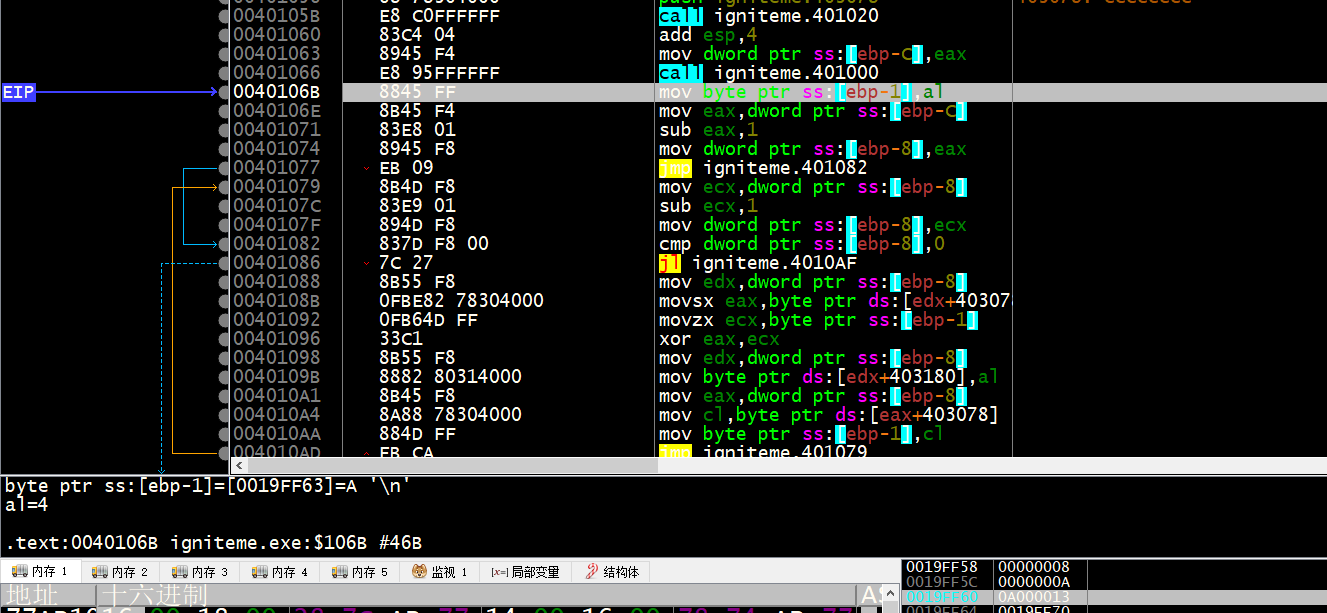 0040105B E8 C0FFFFFF call igniteme.401020
00401060 83C4 04 add esp,4
00401063 8945 F4 mov dword ptr ss:[ebp-C],eax
00401066 E8 95FFFFFF call igniteme.401000
EIP 0040106B 8845 FF mov byte ptr ss:[ebp-1],al
0040106E 8B45 F4 mov eax,dword ptr ss:[ebp-C]
00401071 83E8 01 sub eax,1
00401074 8945 F8 mov dword ptr ss:[ebp-8],eax
00401077 EB 09 jmp igniteme.401082
00401079 8B4D F8 mov ecx,dword ptr ss:[ebp-8]
0040107C 83E9 01 sub ecx,1
0040107F 894D F8 mov dword ptr ss:[ebp-8],ecx
00401082 837D F8 00 cmp dword ptr ss:[ebp-8],0
00401086 7C 27 jl igniteme.4010AF
00401088 8B55 F8 mov edx,dword ptr ss:[ebp-8]
0040108B 0FBE82 78304000 movsx eax,byte ptr ds:[edx+40307
00401092 0FB64D FF movzx ecx,byte ptr ss:[ebp-1]
00401096 33C1 xor eax,ecx
00401098 8B55 F8 mov edx,dword ptr ss:[ebp-8]
0040109B 8882 80314000 mov byte ptr ds:[edx+403180],al
004010A1 8B45 F8 mov eax,dword ptr ss:[ebp-8]
004010A4 8A88 78304000 mov cl,byte ptr ds:[eax+403078]
004010AA 884D FF mov byte ptr ss:[ebp-1],cl
004010AD EB CA jmp igniteme.401079
byte ptr ss:[ebp-1]=[0019FF63]=A '\n'
al=4
.text:0040106B igniteme.exe:$106B #46B
内存 1 内存 2 内存 3 内存 4 内存 5 监视 1 [x=] 局部变量 结构体
地址 十六进制
0019FF58 00000008
0019FF5C 0000000A
0019FF60 0A000013
0019FF64 0019FF70